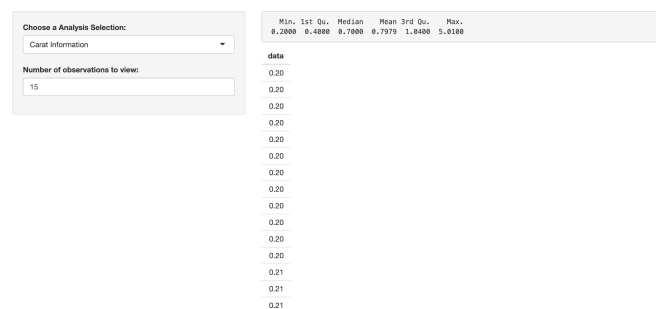 Choose a Analysis Selection:
Carat Information
Number of observations to view:
15
Min. 1st Qu. Median Mean 3rd Qu. Max.
0.2000 0.4000 0.7000 0.7979 1.0400 5.0100
data
0.20
0.20
0.20
0.20
0.20
0.20
0.20
0.20
0.20
0.20
0.20
0.20
0.21
0.21
0.21